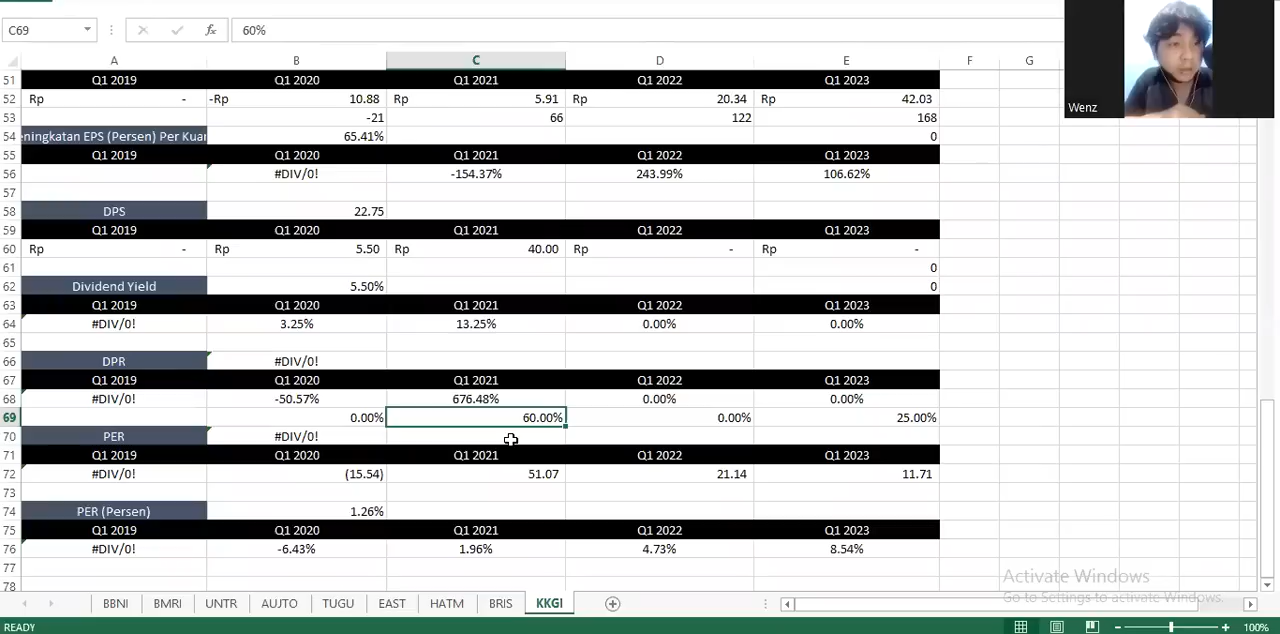 C69 fx 60%
Wenz
A B C D E F G
51 Q1 2019 Q1 2020 Q1 2021 Q1 2022 Q1 2023
52 Rp - -Rp 10.88 Rp 5.91 Rp 20.34 Rp 42.03
53 -21 66 122 168
54 eningkatan EPS (Persen) Per Kuar 65.41% 0
55 Q1 2019 Q1 2020 Q1 2021 Q1 2022 Q1 2023
56 #DIV/0! -154.37% 243.99% 106.62%
57
58 DPS 22.75
59 Q1 2019 Q1 2020 Q1 2021 Q1 2022 Q1 2023
60 Rp - Rp 5.50 Rp 40.00 Rp - Rp -
61 0
62 Dividend Yield 5.50% 0
63 Q1 2019 Q1 2020 Q1 2021 Q1 2022 Q1 2023
64 #DIV/0! 3.25% 13.25% 0.00% 0.00%
65
66 DPR #DIV/0!
67 Q1 2019 Q1 2020 Q1 2021 Q1 2022 Q1 2023
68 #DIV/0! -50.57% 676.48% 0.00% 0.00%
69 0.00% 60.00% 0.00% 25.00%
70 PER #DIV/0!
71 Q1 2019 Q1 2020 Q1 2021 Q1 2022 Q1 2023
72 #DIV/0! (15.54) 51.07 21.14 11.71
73
74 PER (Persen) 1.26%
75 Q1 2019 Q1 2020 Q1 2021 Q1 2022 Q1 2023
76 #DIV/0! -6.43% 1.96% 4.73% 8.54%
77
78
Activate Windows
Go to Settings to activate Windows.
BBNI BMRI UNTR AUJTO TUGU EAST HATM BRIS KKGI
READY 100%